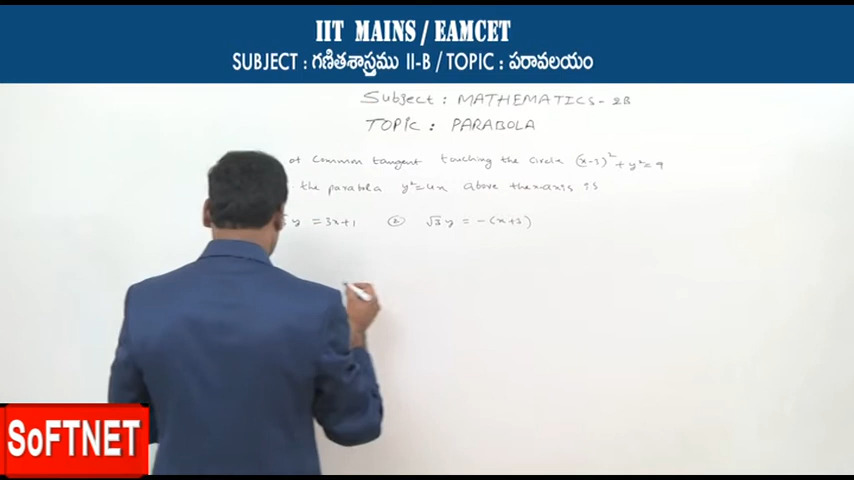 IIT MAINS / EAMCET
SUBJECT : గణితశాస్త్రము II-B / TOPIC : పరావలయం
Subject : MATHEMATICS - 2B
TOPIC : PARABOLA
of common tangent touching the circle (x-3)² + y² = 9
the parabola y² = 4x above the x axis is
y = 3x+1 ② √3 y = -(x+3)
SoFTNET